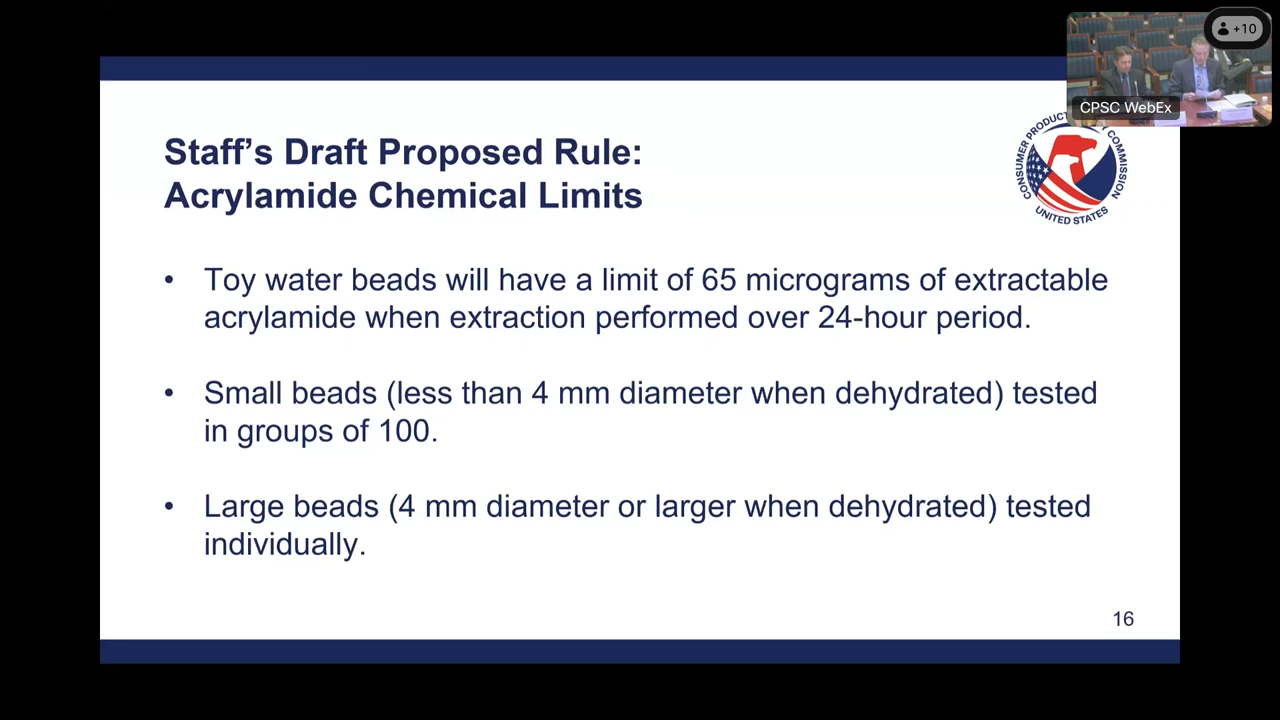 +10
CPSC WebEx
Staff's Draft Proposed Rule:
Acrylamide Chemical Limits
CONSUMER PRODUCT COMMISSION
UNITED STATES
• Toy water beads will have a limit of 65 micrograms of extractable
acrylamide when extraction performed over 24-hour period.
• Small beads (less than 4 mm diameter when dehydrated) tested
in groups of 100.
• Large beads (4 mm diameter or larger when dehydrated) tested
individually.
16